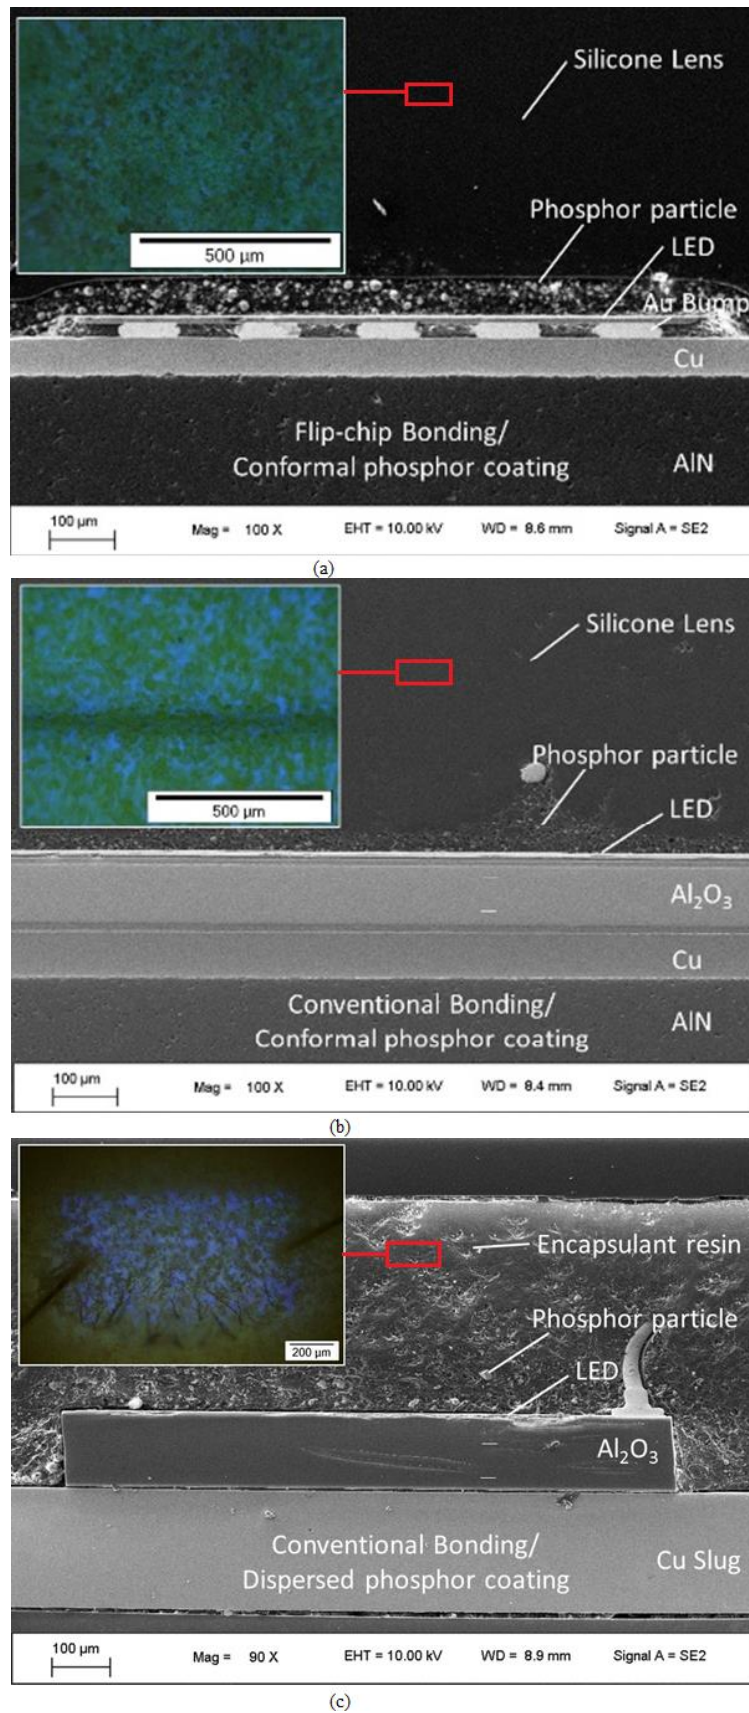 Silicone Lens
Phosphor particle
LED
500 µm
Au Bump
Cu
Flip-chip Bonding/
Conformal phosphor coating
AlN
100 µm
Mag = 100 X EHT = 10.00 kV WD = 8.6 mm Signal A = SE2
(a)
Silicone Lens
Phosphor particle
500 µm
LED
Al₂O₃
Cu
Conventional Bonding/
Conformal phosphor coating
AlN
100 µm
Mag = 100 X EHT = 10.00 kV WD = 8.4 mm Signal A = SE2
(b)
Encapsulant resin
Phosphor particle
200 µm
LED
Al₂O₃
Conventional Bonding/
Dispersed phosphor coating
Cu Slug
100 µm
Mag = 90 X EHT = 10.00 kV WD = 8.9 mm Signal A = SE2
(c)